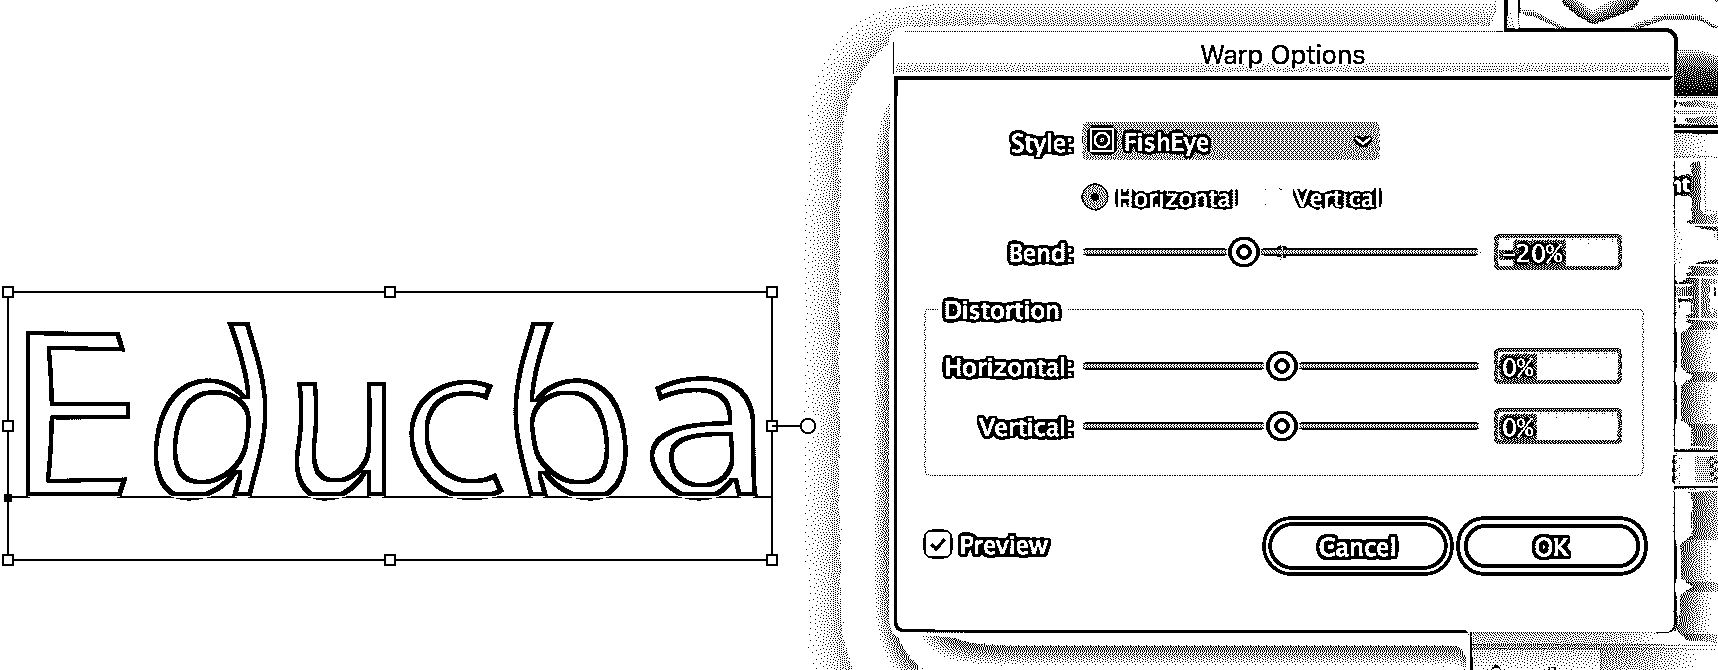 Warp Options
Style: FishEye
Horizontal Vertical
Bend: -20%
Distortion
Horizontal: 0%
Vertical: 0%
Preview Cancel OK
Educba